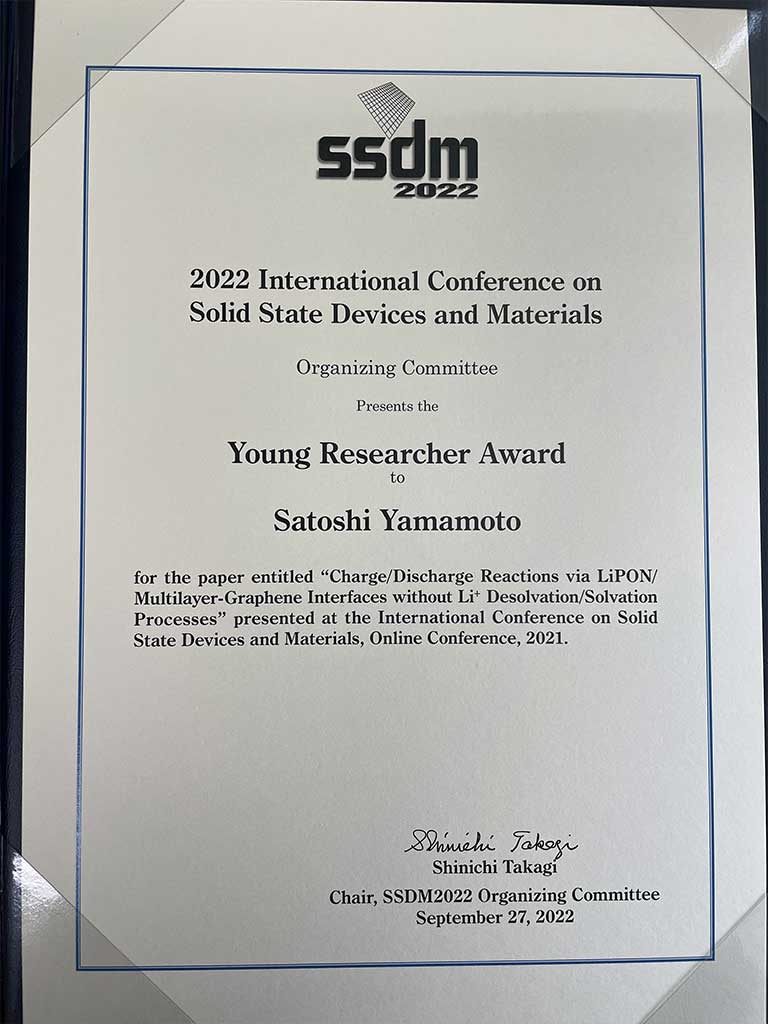 ssdm
2022
2022 International Conference on
Solid State Devices and Materials
Organizing Committee
Presents the
Young Researcher Award
to
Satoshi Yamamoto
for the paper entitled “Charge/Discharge Reactions via LiPON/
Multilayer-Graphene Interfaces without Li⁺ Desolvation/Solvation
Processes” presented at the International Conference on Solid
State Devices and Materials, Online Conference, 2021.
Shinichi Takagi
Shinichi Takagi
Chair, SSDM2022 Organizing Committee
September 27, 2022